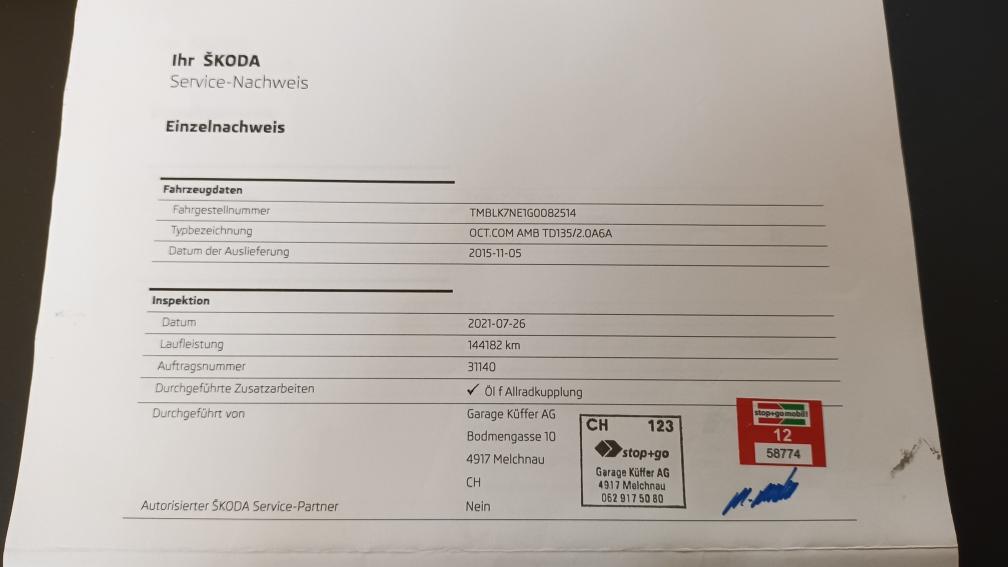 Ihr ŠKODA
Service-Nachweis
Einzelnachweis
Fahrzeugdaten
Fahrgestellnummer TMBLK7NE1G0082514
Typbezeichnung OCT.COM AMB TD135/2.0A6A
Datum der Auslieferung 2015-11-05
Inspektion
Datum 2021-07-26
Laufleistung 144182 km
Auftragsnummer 31140
Durchgeführte Zusatzarbeiten ✓ Öl f Allradkupplung
Durchgeführt von Garage Küffer AG
Bodmengasse 10
4917 Melchnau
CH
Autorisierter ŠKODA Service-Partner Nein
CH 123
stop+go
Garage Küffer AG
4917 Melchnau
062 917 50 80
stop+go mobil!
12
58774